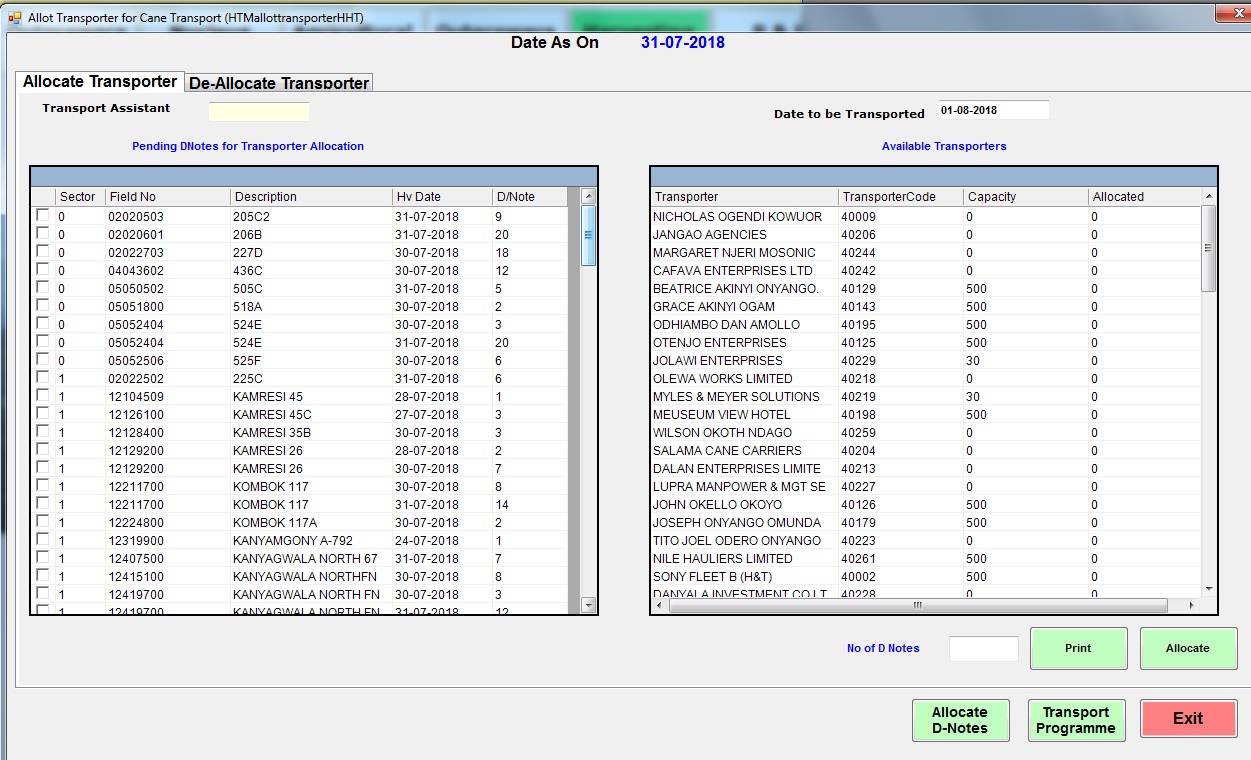 Allot Transporter for Cane Transport (HTMallottransporterHHT)
Date As On 31-07-2018
Allocate Transporter De-Allocate Transporter
Transport Assistant
Date to be Transported 01-08-2018
Pending DNotes for Transporter Allocation
Sector Field No Description Hv Date D/Note
0 02020503 205C2 31-07-2018 9
0 02020601 206B 31-07-2018 20
0 02022703 227D 30-07-2018 18
0 04043602 436C 30-07-2018 12
0 05050502 505C 31-07-2018 5
0 05051800 518A 30-07-2018 2
0 05052404 524E 30-07-2018 3
0 05052404 524E 31-07-2018 20
0 05052506 525F 30-07-2018 6
1 02022502 225C 31-07-2018 6
1 12104509 KAMRESI 45 28-07-2018 1
1 12126100 KAMRESI 45C 27-07-2018 3
1 12128400 KAMRESI 35B 30-07-2018 3
1 12129200 KAMRESI 26 28-07-2018 2
1 12129200 KAMRESI 26 30-07-2018 7
1 12211700 KOMBOK 117 30-07-2018 8
1 12211700 KOMBOK 117 31-07-2018 14
1 12224800 KOMBOK 117A 30-07-2018 2
1 12319900 KANYAMGONY A-792 24-07-2018 1
1 12407500 KANYAGWALA NORTH 67 31-07-2018 7
1 12415100 KANYAGWALA NORTHFN 30-07-2018 8
1 12419700 KANYAGWALA NORTH FN 30-07-2018 3
1 12419700 KANYAGWALA NORTH FN 31-07-2018 12
Available Transporters
Transporter TransporterCode Capacity Allocated
NICHOLAS OGENDI KOWUOR 40009 0 0
JANGAO AGENCIES 40206 0 0
MARGARET NJERI MOSONIC 40244 0 0
CAFAVA ENTERPRISES LTD 40242 0 0
BEATRICE AKINYI ONYANGO. 40129 500 0
GRACE AKINYI OGAM 40143 500 0
ODHIAMBO DAN AMOLLO 40195 500 0
OTENJO ENTERPRISES 40125 500 0
JOLAWI ENTERPRISES 40229 30 0
OLEWA WORKS LIMITED 40218 0 0
MYLES & MEYER SOLUTIONS 40219 30 0
MEUSEUM VIEW HOTEL 40198 500 0
WILSON OKOTH NDAGO 40259 0 0
SALAMA CANE CARRIERS 40204 0 0
DALAN ENTERPRISES LIMITE 40213 0 0
LUPRA MANPOWER & MGT SE 40227 0 0
JOHN OKELLO OKOYO 40126 500 0
JOSEPH ONYANGO OMUNDA 40179 500 0
TITO JOEL ODERO ONYANGO 40223 0 0
NILE HAULIERS LIMITED 40261 500 0
SONY FLEET B (H&T) 40002 500 0
DANYALA INVESTMENT CO LT 40228 0 0
No of D Notes
Print
Allocate
Allocate
D-Notes
Transport
Programme
Exit